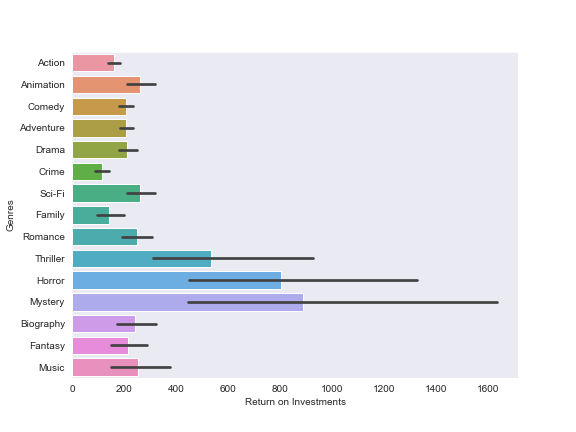 Action
Animation
Comedy
Adventure
Drama
Crime
Sci-Fi
Family
Romance
Thriller
Horror
Mystery
Biography
Fantasy
Music
Genres
0 200 400 600 800 1000 1200 1400 1600
Return on Investments